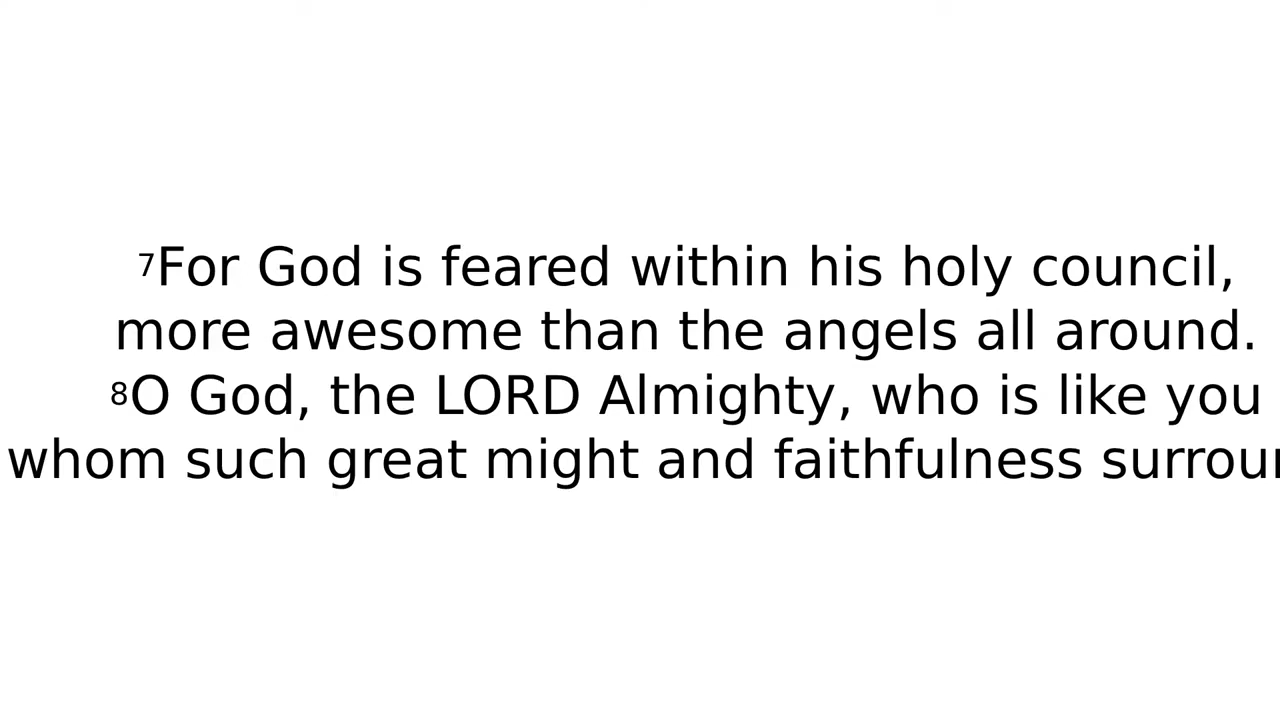 ⁷For God is feared within his holy council,
more awesome than the angels all around.
⁸O God, the LORD Almighty, who is like you
whom such great might and faithfulness